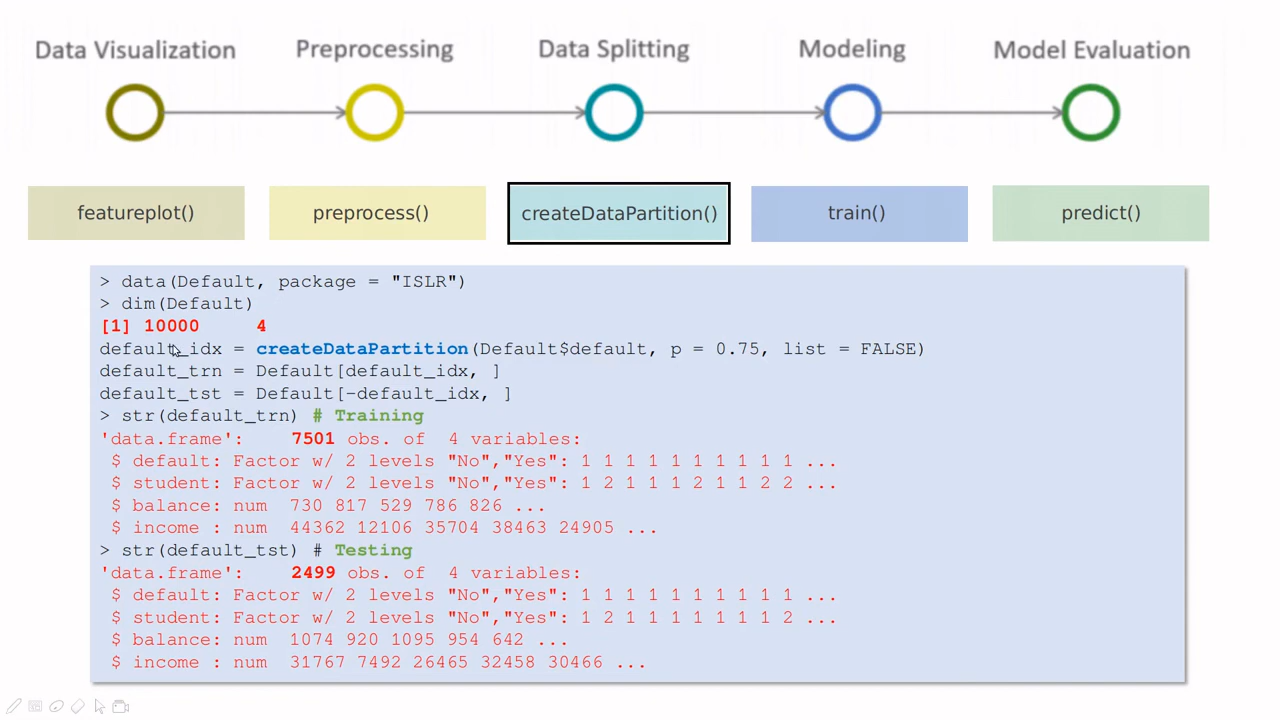 Data Visualization Preprocessing Data Splitting Modeling Model Evaluation
featureplot() preprocess() createDataPartition() train() predict()
> data(Default, package = "ISLR")
> dim(Default)
[1] 10000 4
default_idx = createDataPartition(Default$default, p = 0.75, list = FALSE)
default_trn = Default[default_idx, ]
default_tst = Default[-default_idx, ]
> str(default_trn) # Training
'data.frame': 7501 obs. of 4 variables:
$ default: Factor w/ 2 levels "No","Yes": 1 1 1 1 1 1 1 1 1 1 ...
$ student: Factor w/ 2 levels "No","Yes": 1 2 1 1 1 2 1 1 2 2 ...
$ balance: num 730 817 529 786 826 ...
$ income : num 44362 12106 35704 38463 24905 ...
> str(default_tst) # Testing
'data.frame': 2499 obs. of 4 variables:
$ default: Factor w/ 2 levels "No","Yes": 1 1 1 1 1 1 1 1 1 1 ...
$ student: Factor w/ 2 levels "No","Yes": 1 2 1 1 1 1 1 1 1 2 ...
$ balance: num 1074 920 1095 954 642 ...
$ income : num 31767 7492 26465 32458 30466 ...